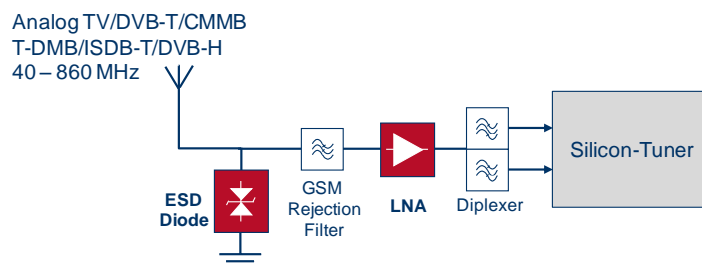 Analog TV/DVB-T/CMMB
T-DMB/ISDB-T/DVB-H
40 – 860 MHz
ESD
Diode
GSM
Rejection
Filter
LNA
Diplexer
Silicon-Tuner